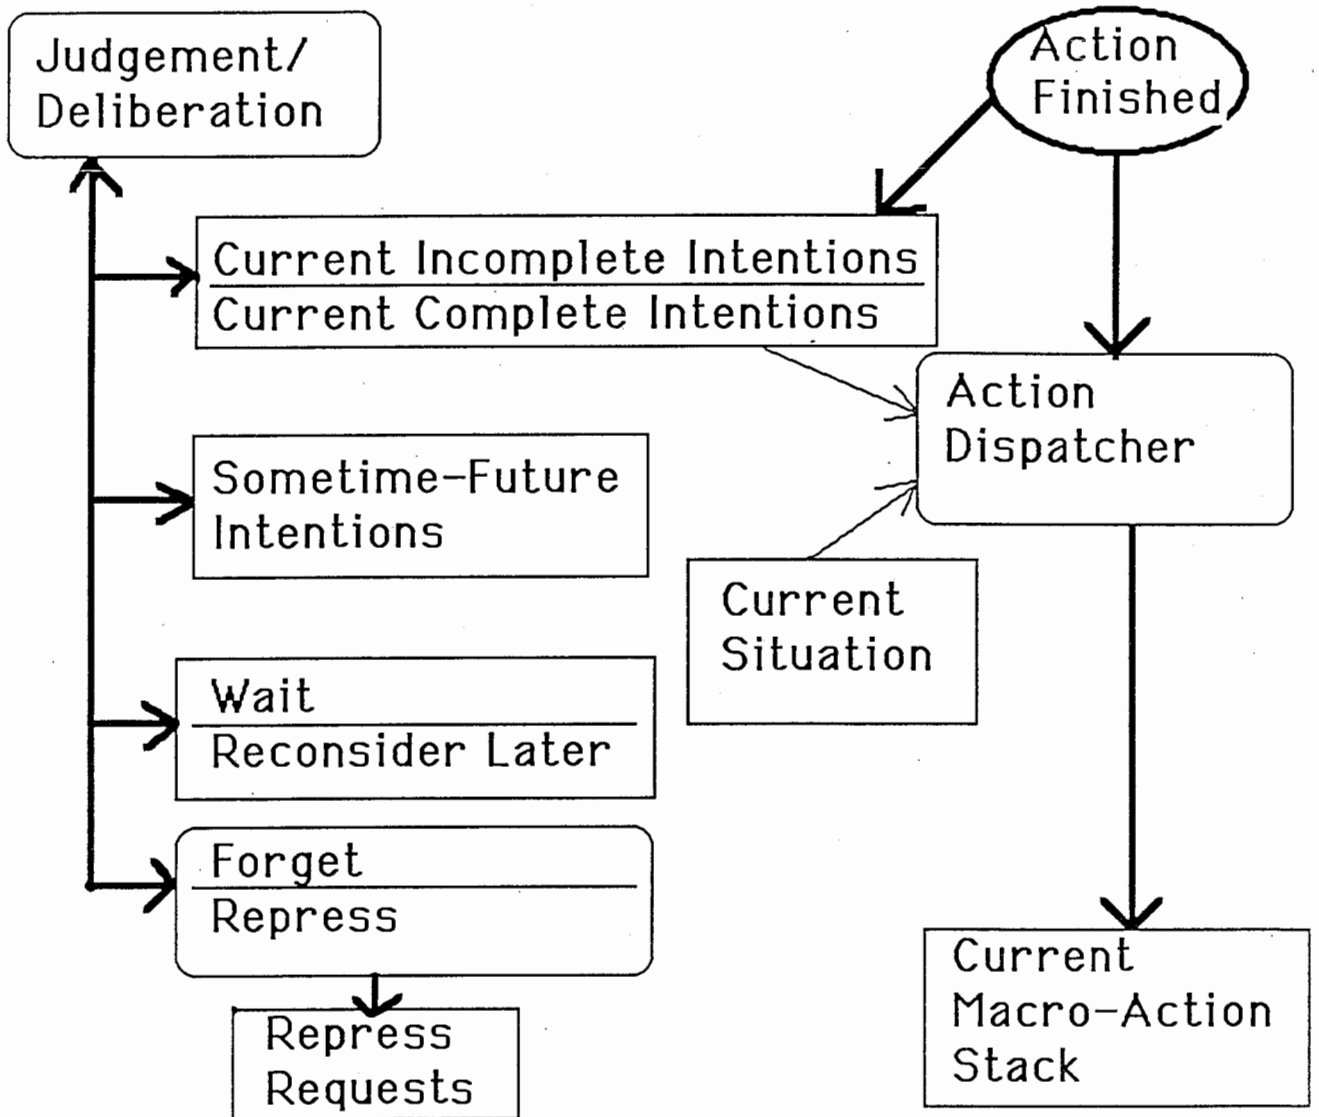 Judgement/
Deliberation
Action
Finished
Current Incomplete Intentions
Current Complete Intentions
Action
Dispatcher
Sometime-Future
Intentions
Current
Situation
Wait
Reconsider Later
Forget
Repress
Current
Macro-Action
Stack
Repress
Requests